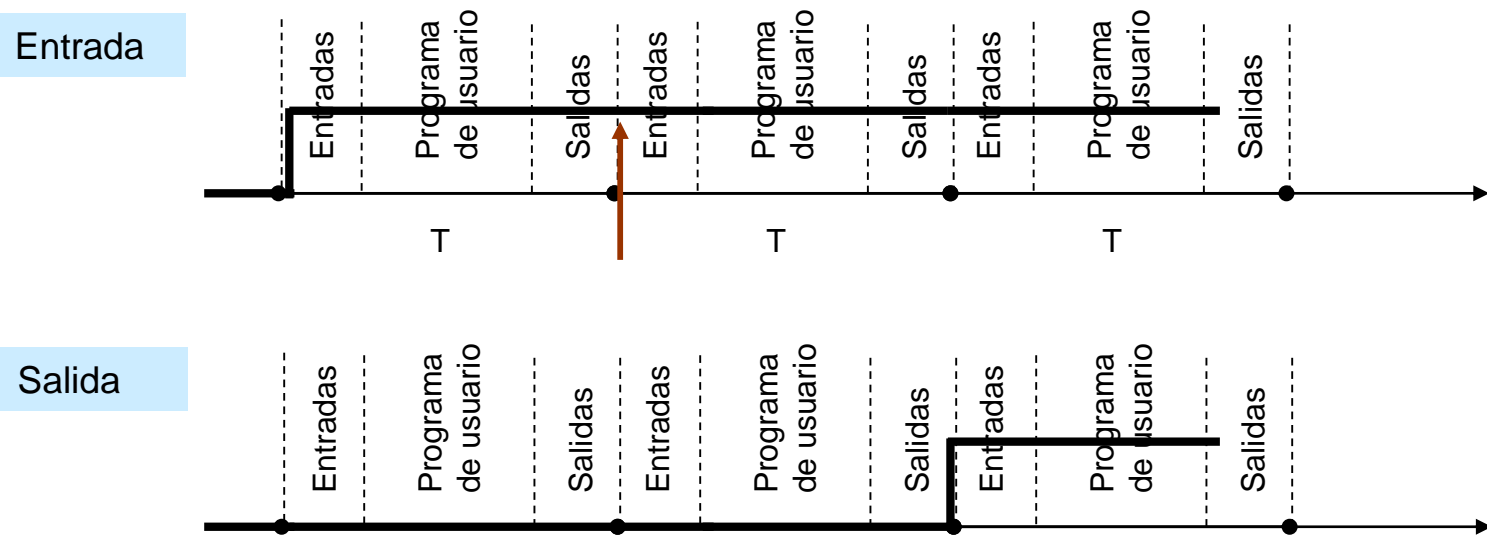 Entrada
Entradas
Programa
de usuario
Salidas
Entradas
Programa
de usuario
Salidas
Entradas
Programa
de usuario
Salidas
T
T
T
Salida
Entradas
Programa
de usuario
Salidas
Entradas
Programa
de usuario
Salidas
Entradas
Programa
de usuario
Salidas